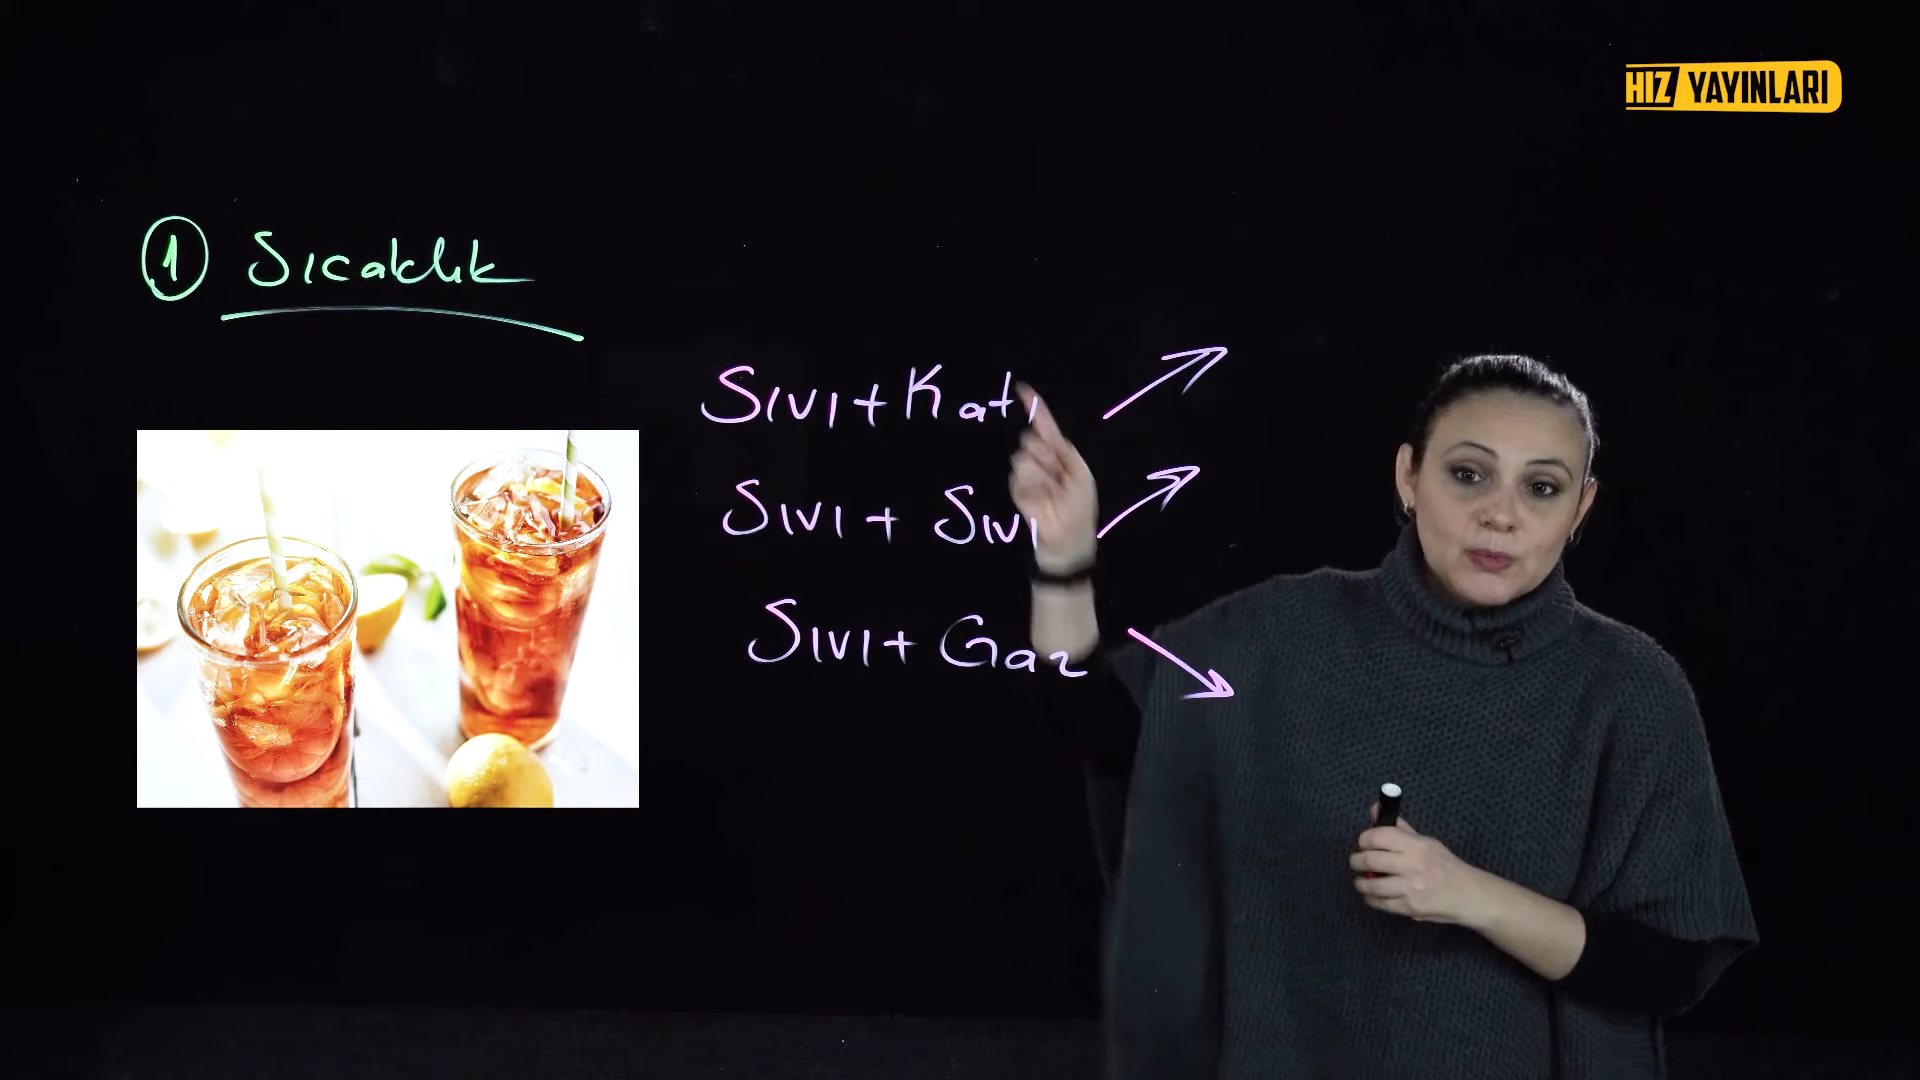 HIZ YAYINLARI
1 Sıcaklık
Sıvı + Katı
Sıvı + Sıvı
Sıvı + Gaz